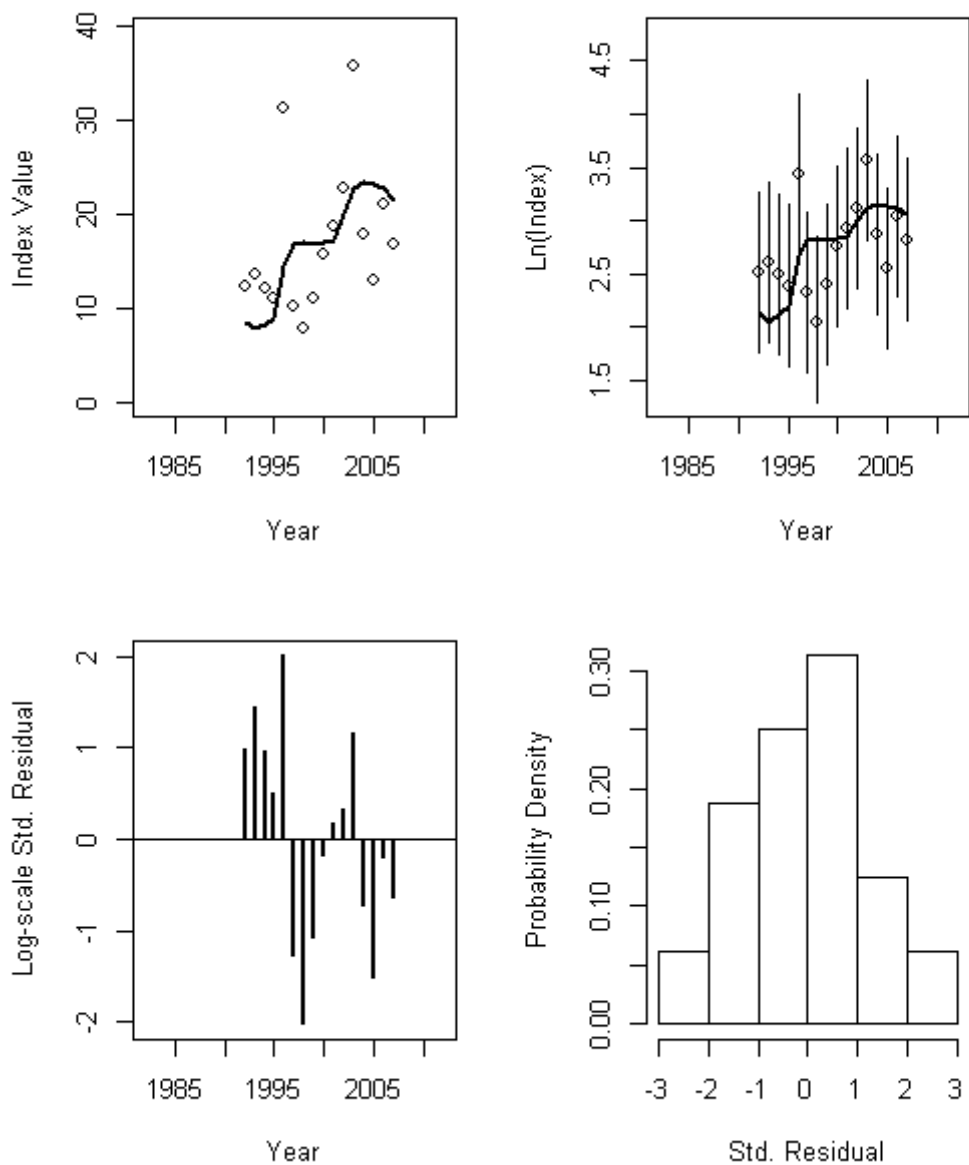 Index Value
0 10 20 30 40
1985 1995 2005
Year
Ln(Index)
1.5 2.5 3.5 4.5
1985 1995 2005
Year
Log-scale Std. Residual
-2 -1 0 1 2
1985 1995 2005
Year
Probability Density
0.00 0.10 0.20 0.30
-3 -2 -1 0 1 2 3
Std. Residual